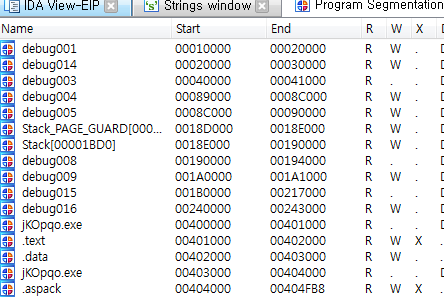 IDA View-EIP Strings window Program Segmentation
Name Start End R W X D
debug001 00010000 00020000 R W . D
debug014 00020000 00030000 R W . D
debug003 00040000 00041000 R . . D
debug004 00089000 0008C000 R W . D
debug005 0008C000 00090000 R W . D
Stack_PAGE_GUARD[000... 0018D000 0018E000 R W . D
Stack[00001BD0] 0018E000 00190000 R W . D
debug008 00190000 00194000 R . . D
debug009 001A0000 001A1000 R W . D
debug015 001B0000 00217000 R . . D
debug016 00240000 00243000 R W . D
jKOpqo.exe 00400000 00401000 R . . D
.text 00401000 00402000 R W X .
.data 00402000 00403000 R W . D
jKOpqo.exe 00403000 00404000 R . . D
.aspack 00404000 00404FB8 R W X .